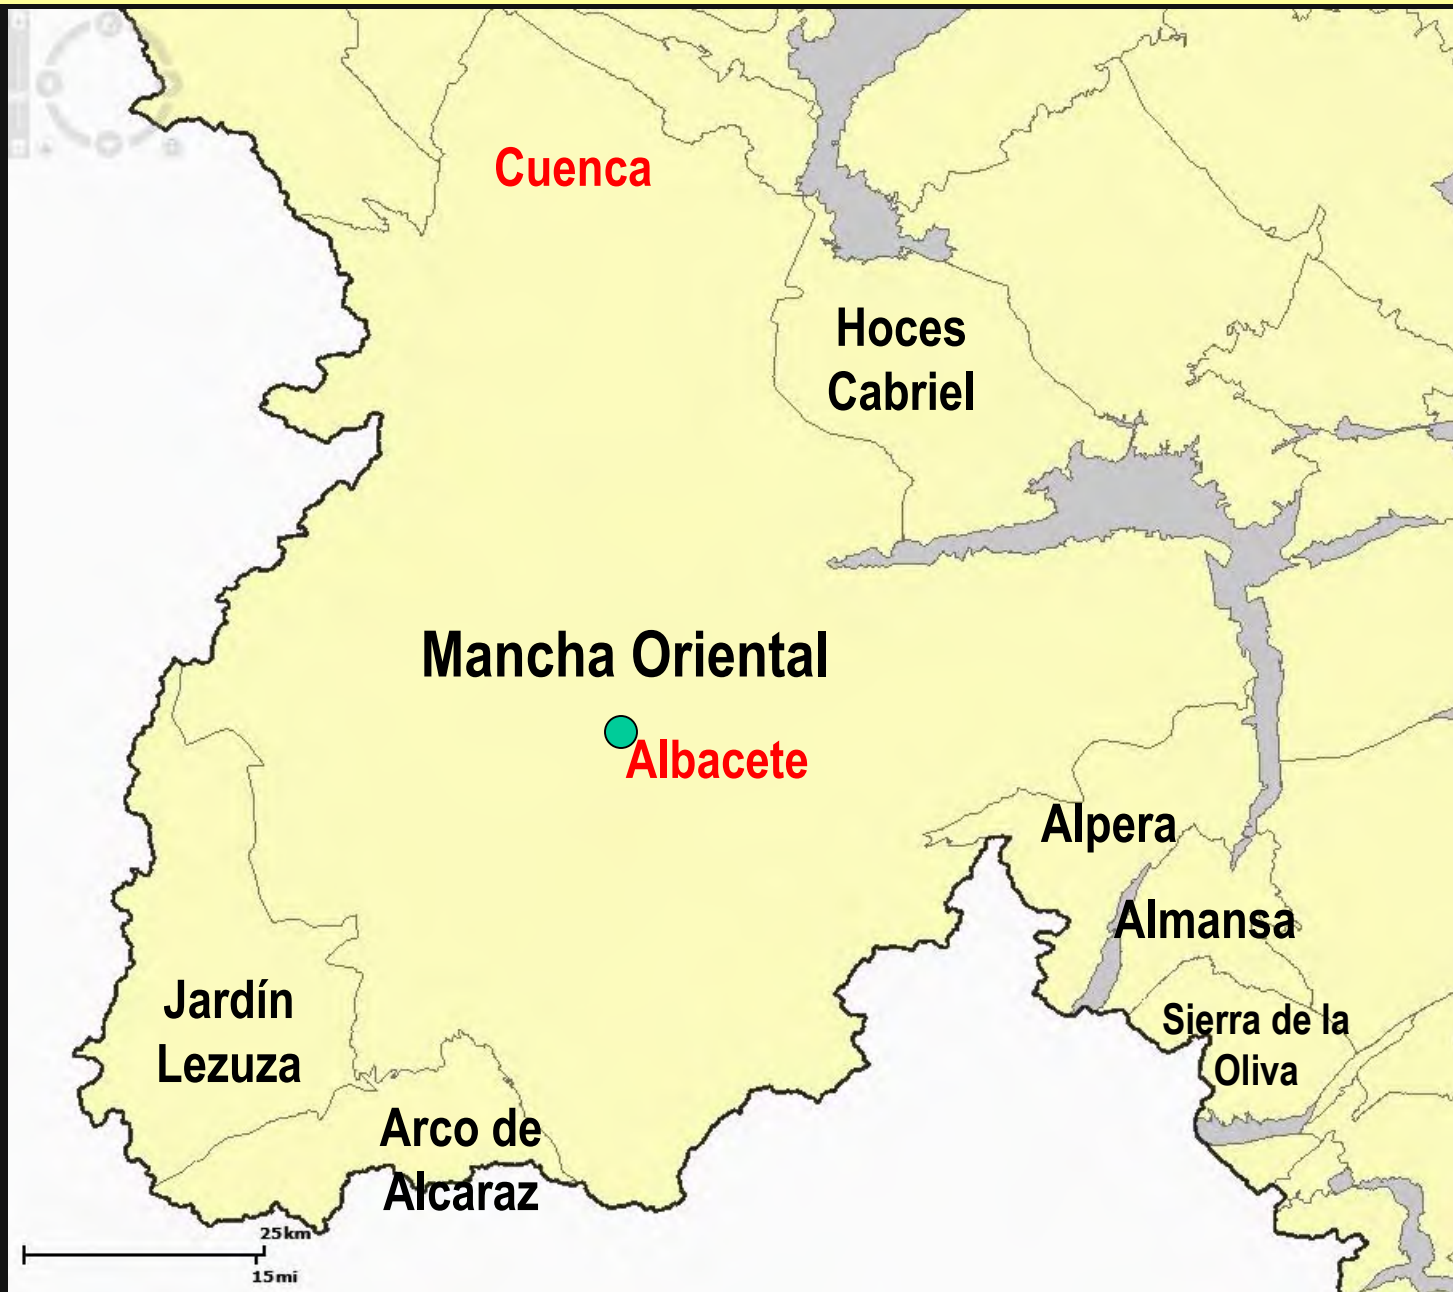 Cuenca
Hoces
Cabriel
Mancha Oriental
Albacete
Alpera
Almansa
Jardín
Lezuza
Sierra de la
Oliva
Arco de
Alcaraz
25km
15mi